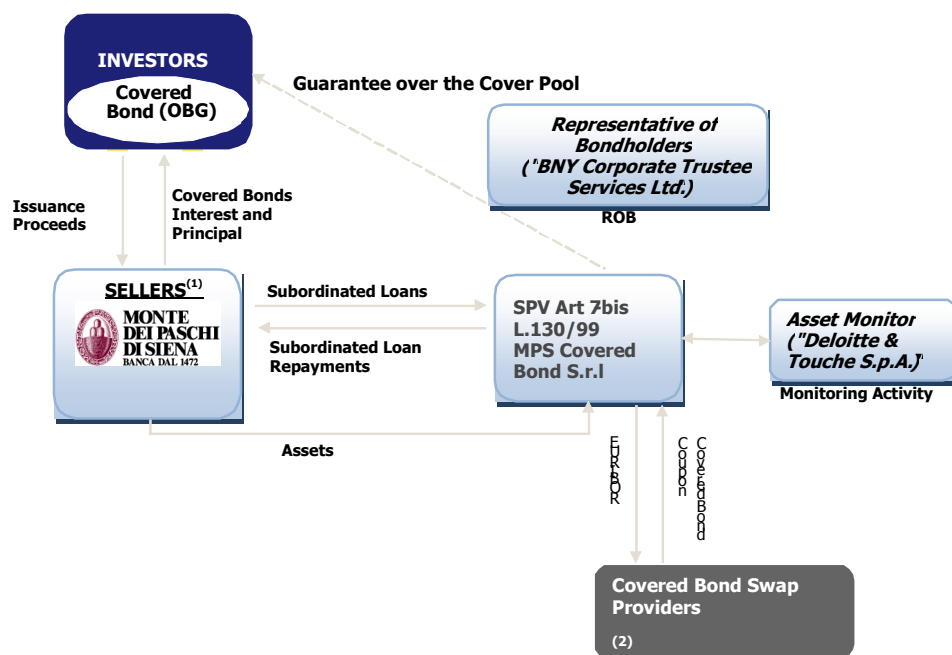 INVESTORS
Covered
Bond (OBG)
Guarantee over the Cover Pool
Representative of
Bondholders
("BNY Corporate Trustee
Services Ltd.")
ROB
Issuance
Proceeds
Covered Bonds
Interest and
Principal
SELLERS(1)
MONTE
DEI PASCHI
DI SIENA
BANCA DAL 1472
Subordinated Loans
Subordinated Loan
Repayments
SPV Art 7bis
L.130/99
MPS Covered
Bond S.r.l
Asset Monitor
("Deloitte &
Touche S.p.A.)"
Monitoring Activity
Assets
EURIBOR
Covered Bond
Coupon
Covered Bond Swap
Providers
(2)